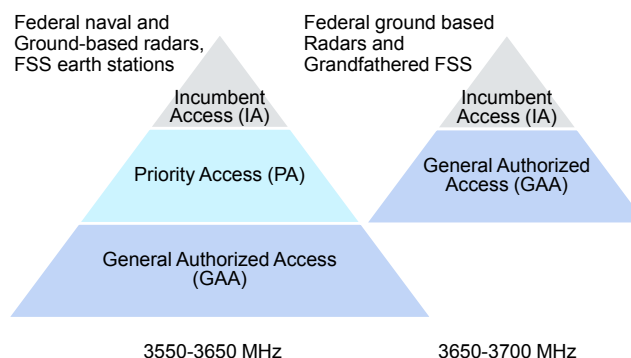 Federal naval and
Ground-based radars,
FSS earth stations
Incumbent
Access (IA)
Priority Access (PA)
General Authorized Access
(GAA)
3550-3650 MHz
Federal ground based
Radars and
Grandfathered FSS
Incumbent
Access (IA)
General Authorized
Access (GAA)
3650-3700 MHz